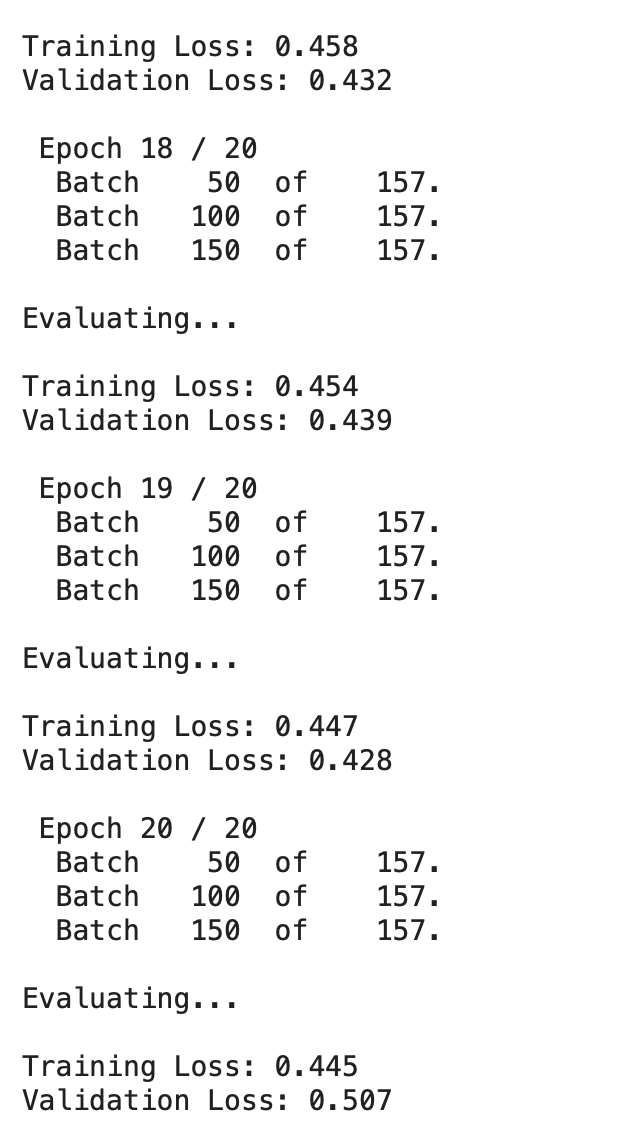 Training Loss: 0.458
Validation Loss: 0.432
Epoch 18 / 20
Batch 50 of 157.
Batch 100 of 157.
Batch 150 of 157.
Evaluating...
Training Loss: 0.454
Validation Loss: 0.439
Epoch 19 / 20
Batch 50 of 157.
Batch 100 of 157.
Batch 150 of 157.
Evaluating...
Training Loss: 0.447
Validation Loss: 0.428
Epoch 20 / 20
Batch 50 of 157.
Batch 100 of 157.
Batch 150 of 157.
Evaluating...
Training Loss: 0.445
Validation Loss: 0.507